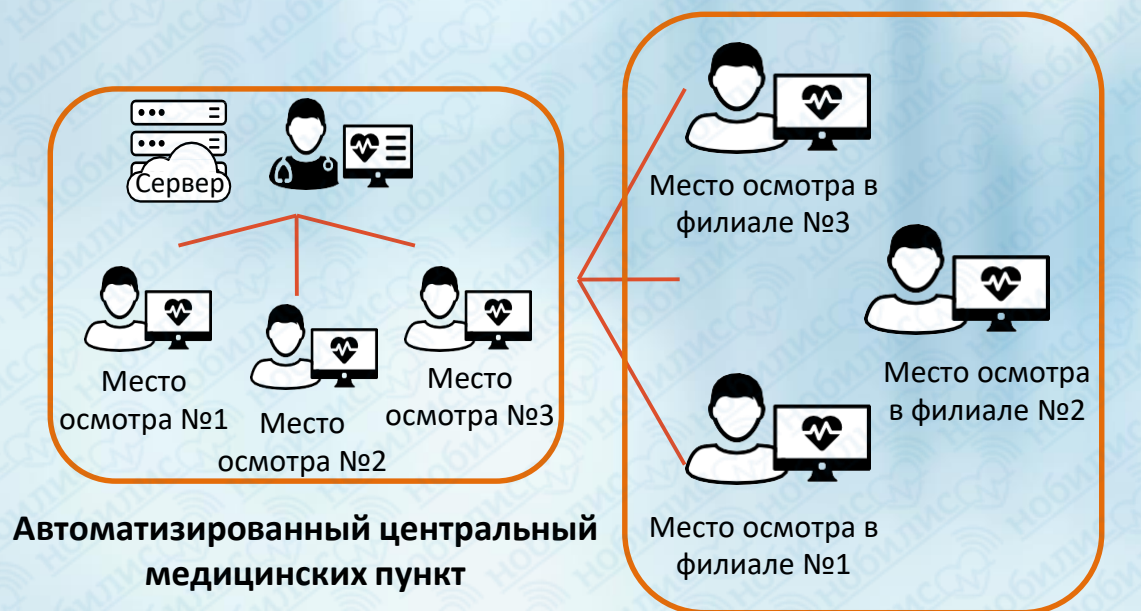 Сервер
Место
осмотра №1
Место
осмотра №2
Место
осмотра №3
Автоматизированный центральный
медицинских пункт
Место осмотра в
филиале №3
Место осмотра
в филиале №2
Место осмотра в
филиале №1